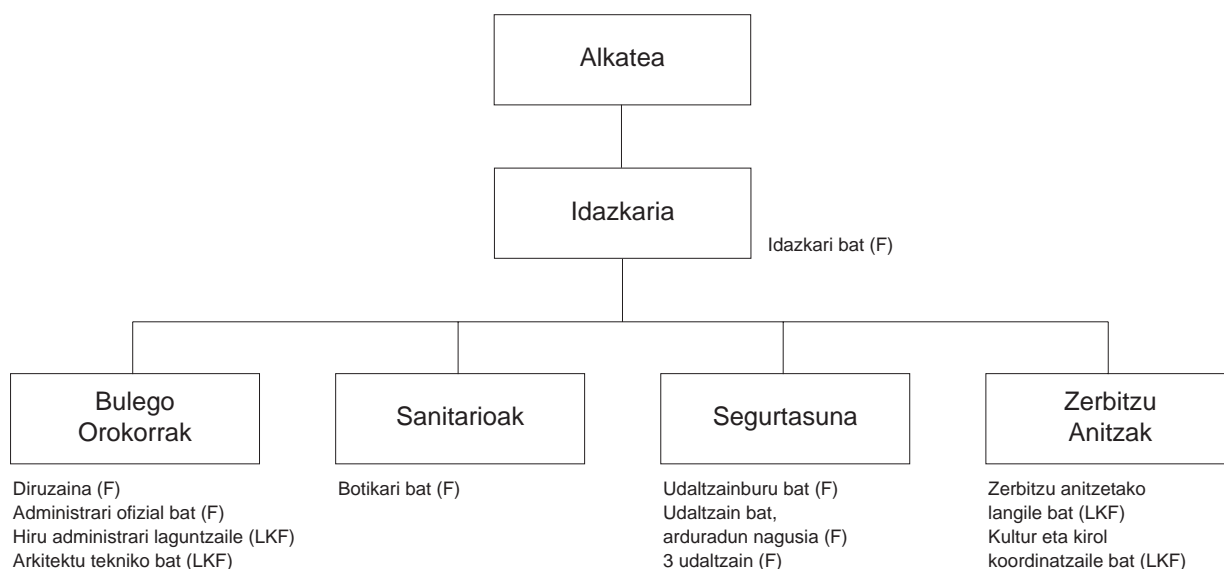 Alkatea
Idazkaria
Idazkari bat (F)
Bulego
Orokorrak
Diruzaina (F)
Administrari ofizial bat (F)
Hiru administrari laguntzaile (LKF)
Arkitektu tekniko bat (LKF)
Sanitarioak
Botikari bat (F)
Segurtasuna
Udaltzainburu bat (F)
Udaltzain bat,
arduradun nagusia (F)
3 udaltzain (F)
Zerbitzu
Anitzak
Zerbitzu anitzetako
langile bat (LKF)
Kultur eta kirol
koordinatzaile bat (LKF)